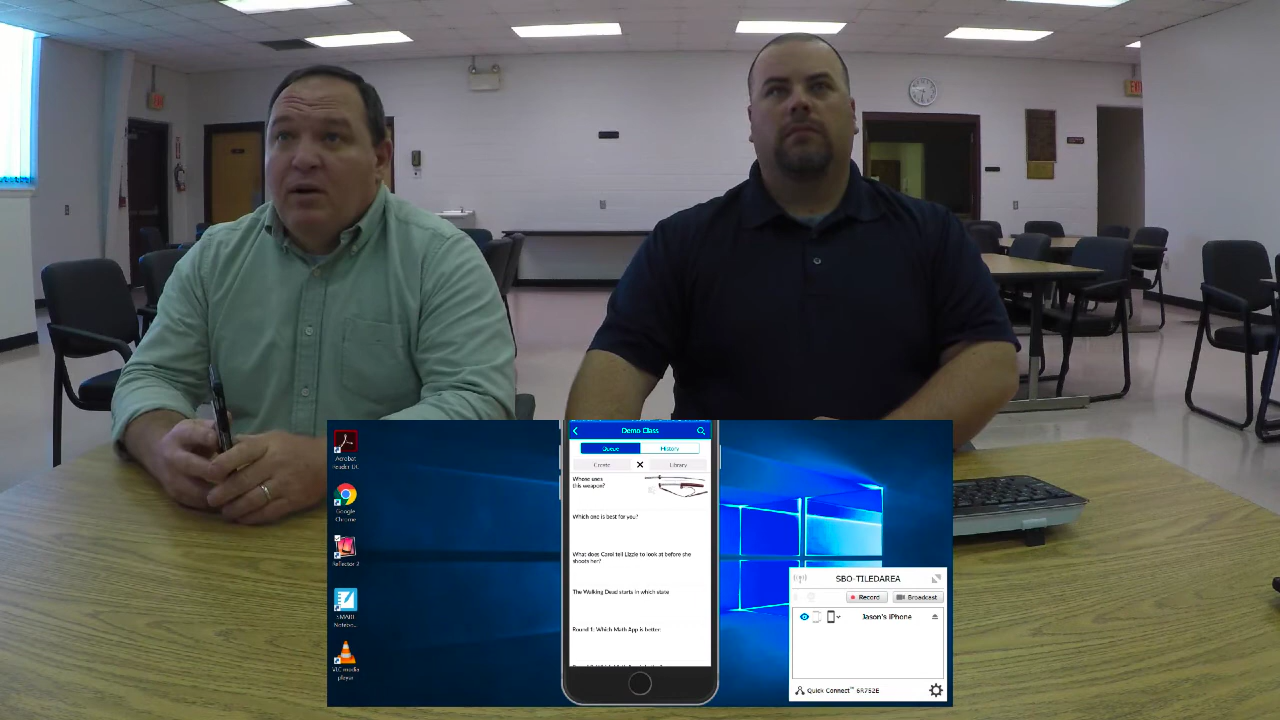 EXIT
Acrobat
Reader DC
Google
Chrome
Reflector 2
SMART
Notebo...
VLC media
player
Demo Class
Queue
History
Create
Library
Whose uses
this weapon?
Which one is best for you?
What does Carol tell Lizzie to look at before she
shoots her?
The Walking Dead starts in which state
Round 1: Which Math App is better:
SBO-TILEDAREA
Record
Broadcast
Jason's iPhone
Quick Connect™ 6R752E